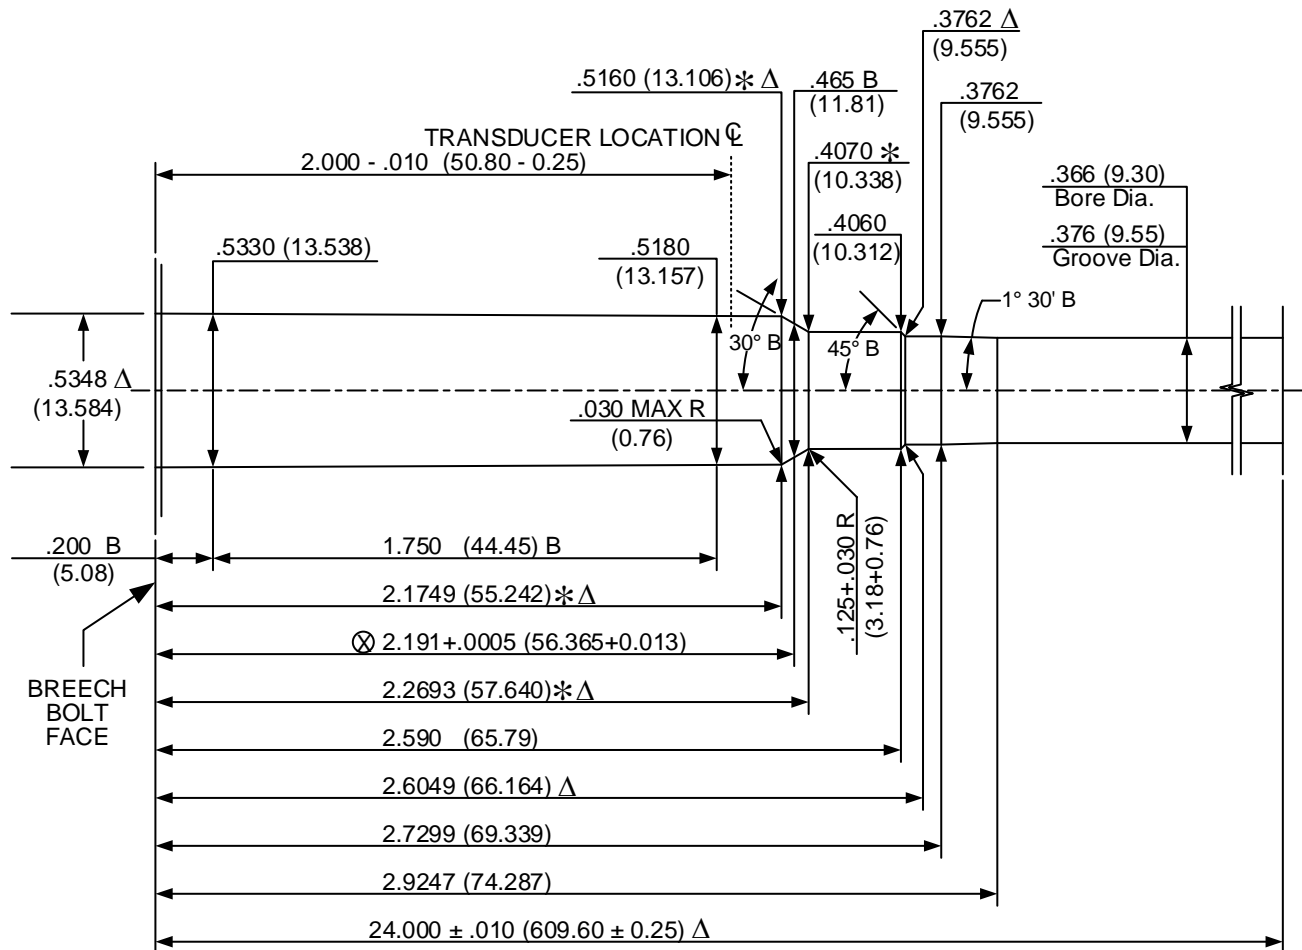 .3762 Δ
(9.555)
.5160 (13.106)✻ Δ
.465 B
(11.81)
.3762
(9.555)
TRANSDUCER LOCATION ℄
2.000 - .010 (50.80 - 0.25)
.4070 ✻
(10.338)
.366 (9.30)
Bore Dia.
.4060
(10.312)
.376 (9.55)
Groove Dia.
.5330 (13.538)
.5180
(13.157)
1° 30' B
30° B
45° B
.5348 Δ
(13.584)
.030 MAX R
(0.76)
.125+.030 R
(3.18+0.76)
.200 B
(5.08)
1.750 (44.45) B
2.1749 (55.242)✻ Δ
⊗ 2.191+.0005 (56.365+0.013)
BREECH
BOLT
FACE
2.2693 (57.640)✻ Δ
2.590 (65.79)
2.6049 (66.164) Δ
2.7299 (69.339)
2.9247 (74.287)
24.000 ± .010 (609.60 ± 0.25) Δ